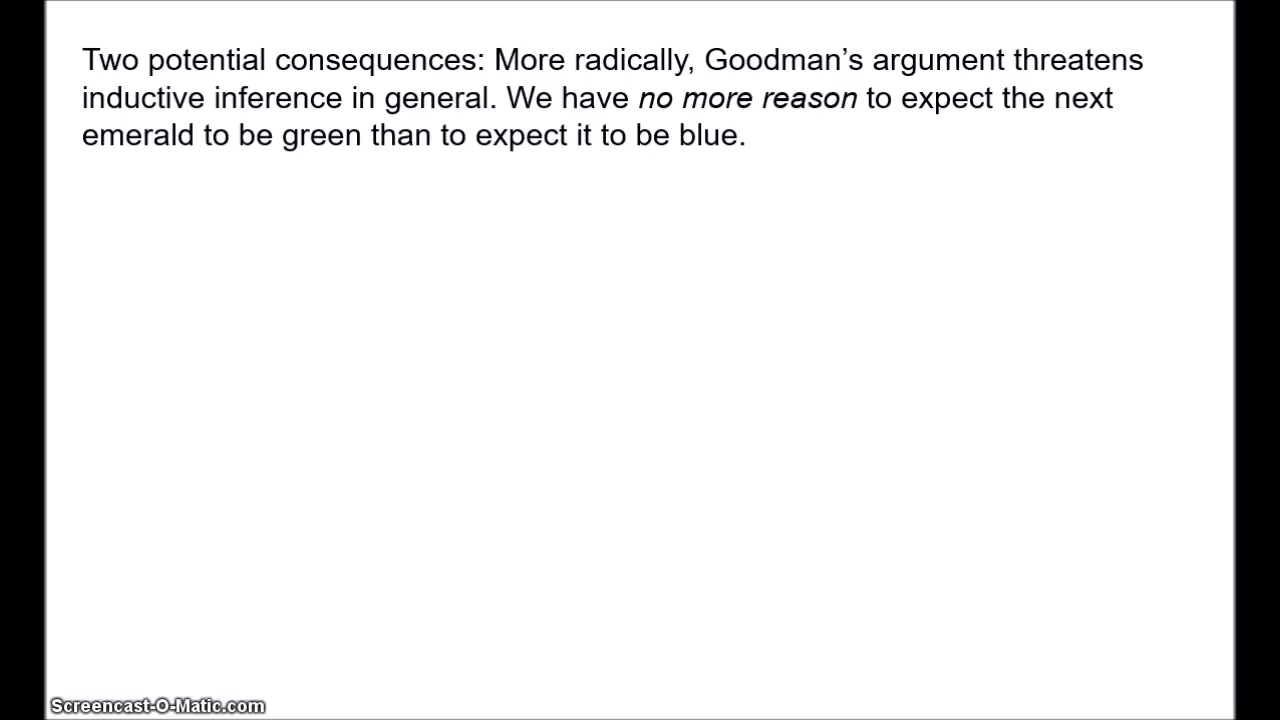 Two potential consequences: More radically, Goodman’s argument threatens
inductive inference in general. We have no more reason to expect the next
emerald to be green than to expect it to be blue.
Screencast-O-Matic.com